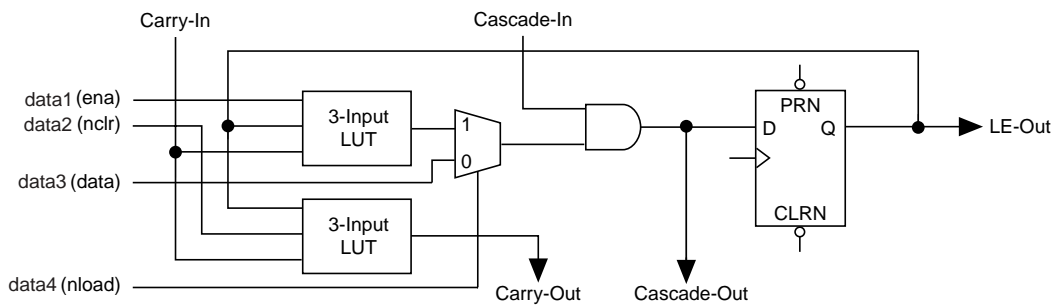 Carry-In
Cascade-In
data1 (ena)
data2 (nclr)
3-Input
LUT
1
0
PRN
D
Q
LE-Out
data3 (data)
3-Input
LUT
CLRN
data4 (nload)
Carry-Out
Cascade-Out